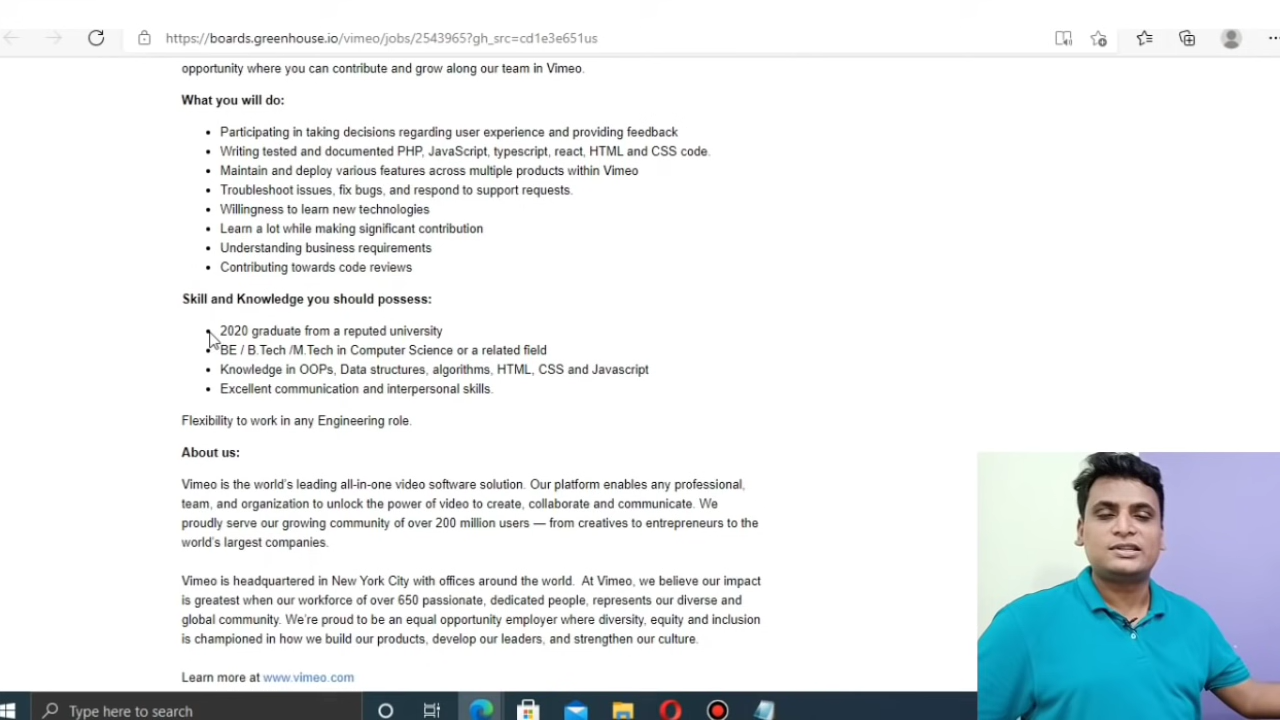 https://boards.greenhouse.io/vimeo/jobs/2543965?gh_src=cd1e3e651us
opportunity where you can contribute and grow along our team in Vimeo.
What you will do:
Participating in taking decisions regarding user experience and providing feedback
Writing tested and documented PHP, JavaScript, typescript, react, HTML and CSS code.
Maintain and deploy various features across multiple products within Vimeo
Troubleshoot issues, fix bugs, and respond to support requests.
Willingness to learn new technologies
Learn a lot while making significant contribution
Understanding business requirements
Contributing towards code reviews
Skill and Knowledge you should possess:
2020 graduate from a reputed university
BE / B.Tech /M.Tech in Computer Science or a related field
Knowledge in OOPs, Data structures, algorithms, HTML, CSS and Javascript
Excellent communication and interpersonal skills.
Flexibility to work in any Engineering role.
About us:
Vimeo is the world's leading all-in-one video software solution. Our platform enables any professional,
team, and organization to unlock the power of video to create, collaborate and communicate. We
proudly serve our growing community of over 200 million users — from creatives to entrepreneurs to the
world's largest companies.
Vimeo is headquartered in New York City with offices around the world.  At Vimeo, we believe our impact
is greatest when our workforce of over 650 passionate, dedicated people, represents our diverse and
global community. We're proud to be an equal opportunity employer where diversity, equity and inclusion
is championed in how we build our products, develop our leaders, and strengthen our culture.
Learn more at www.vimeo.com
Type here to search